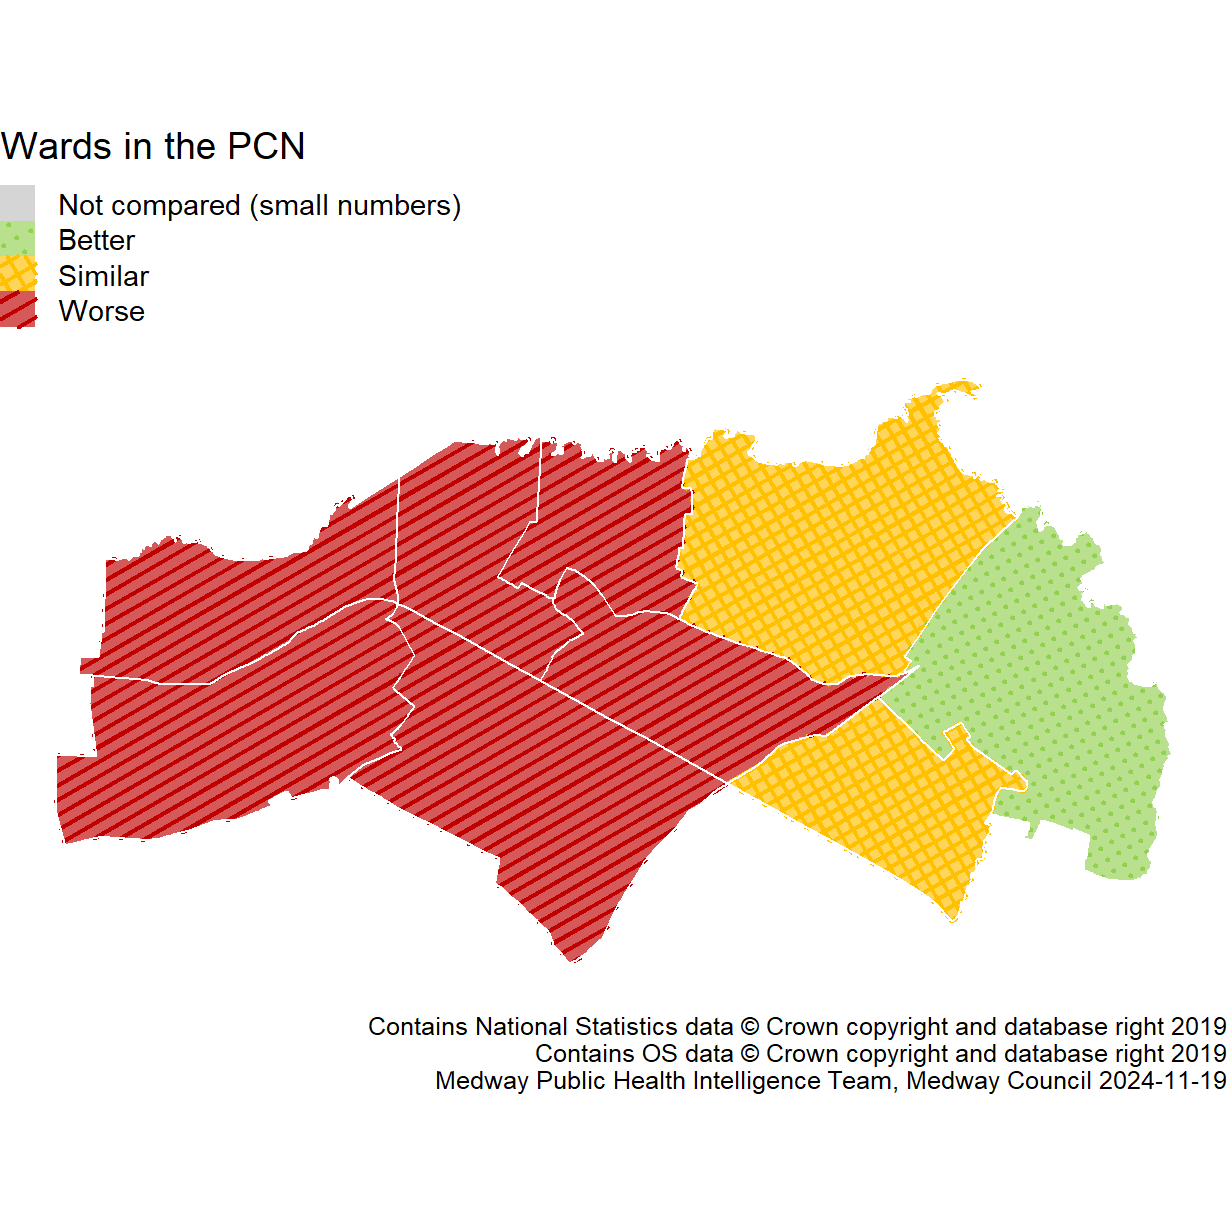 Wards in the PCN
Not compared (small numbers)
Better
Similar
Worse
Contains National Statistics data © Crown copyright and database right 2019
Contains OS data © Crown copyright and database right 2019
Medway Public Health Intelligence Team, Medway Council 2024-11-19